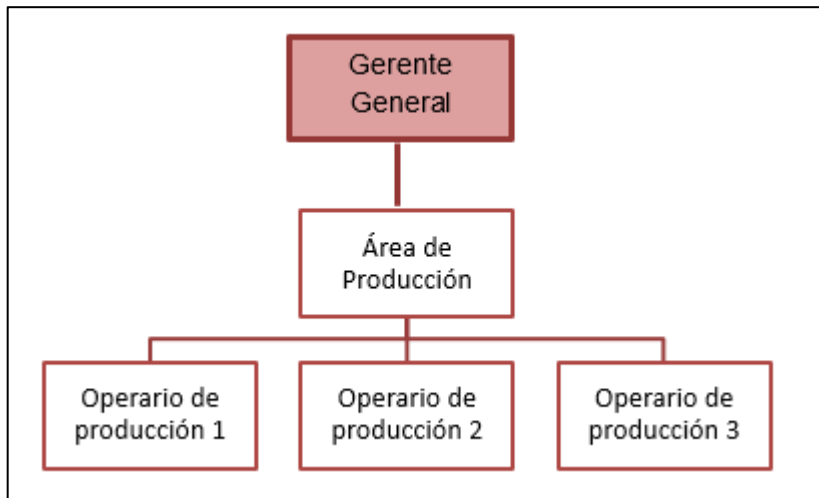 Gerente
General
Área de
Producción
Operario de
producción 1
Operario de
producción 2
Operario de
producción 3